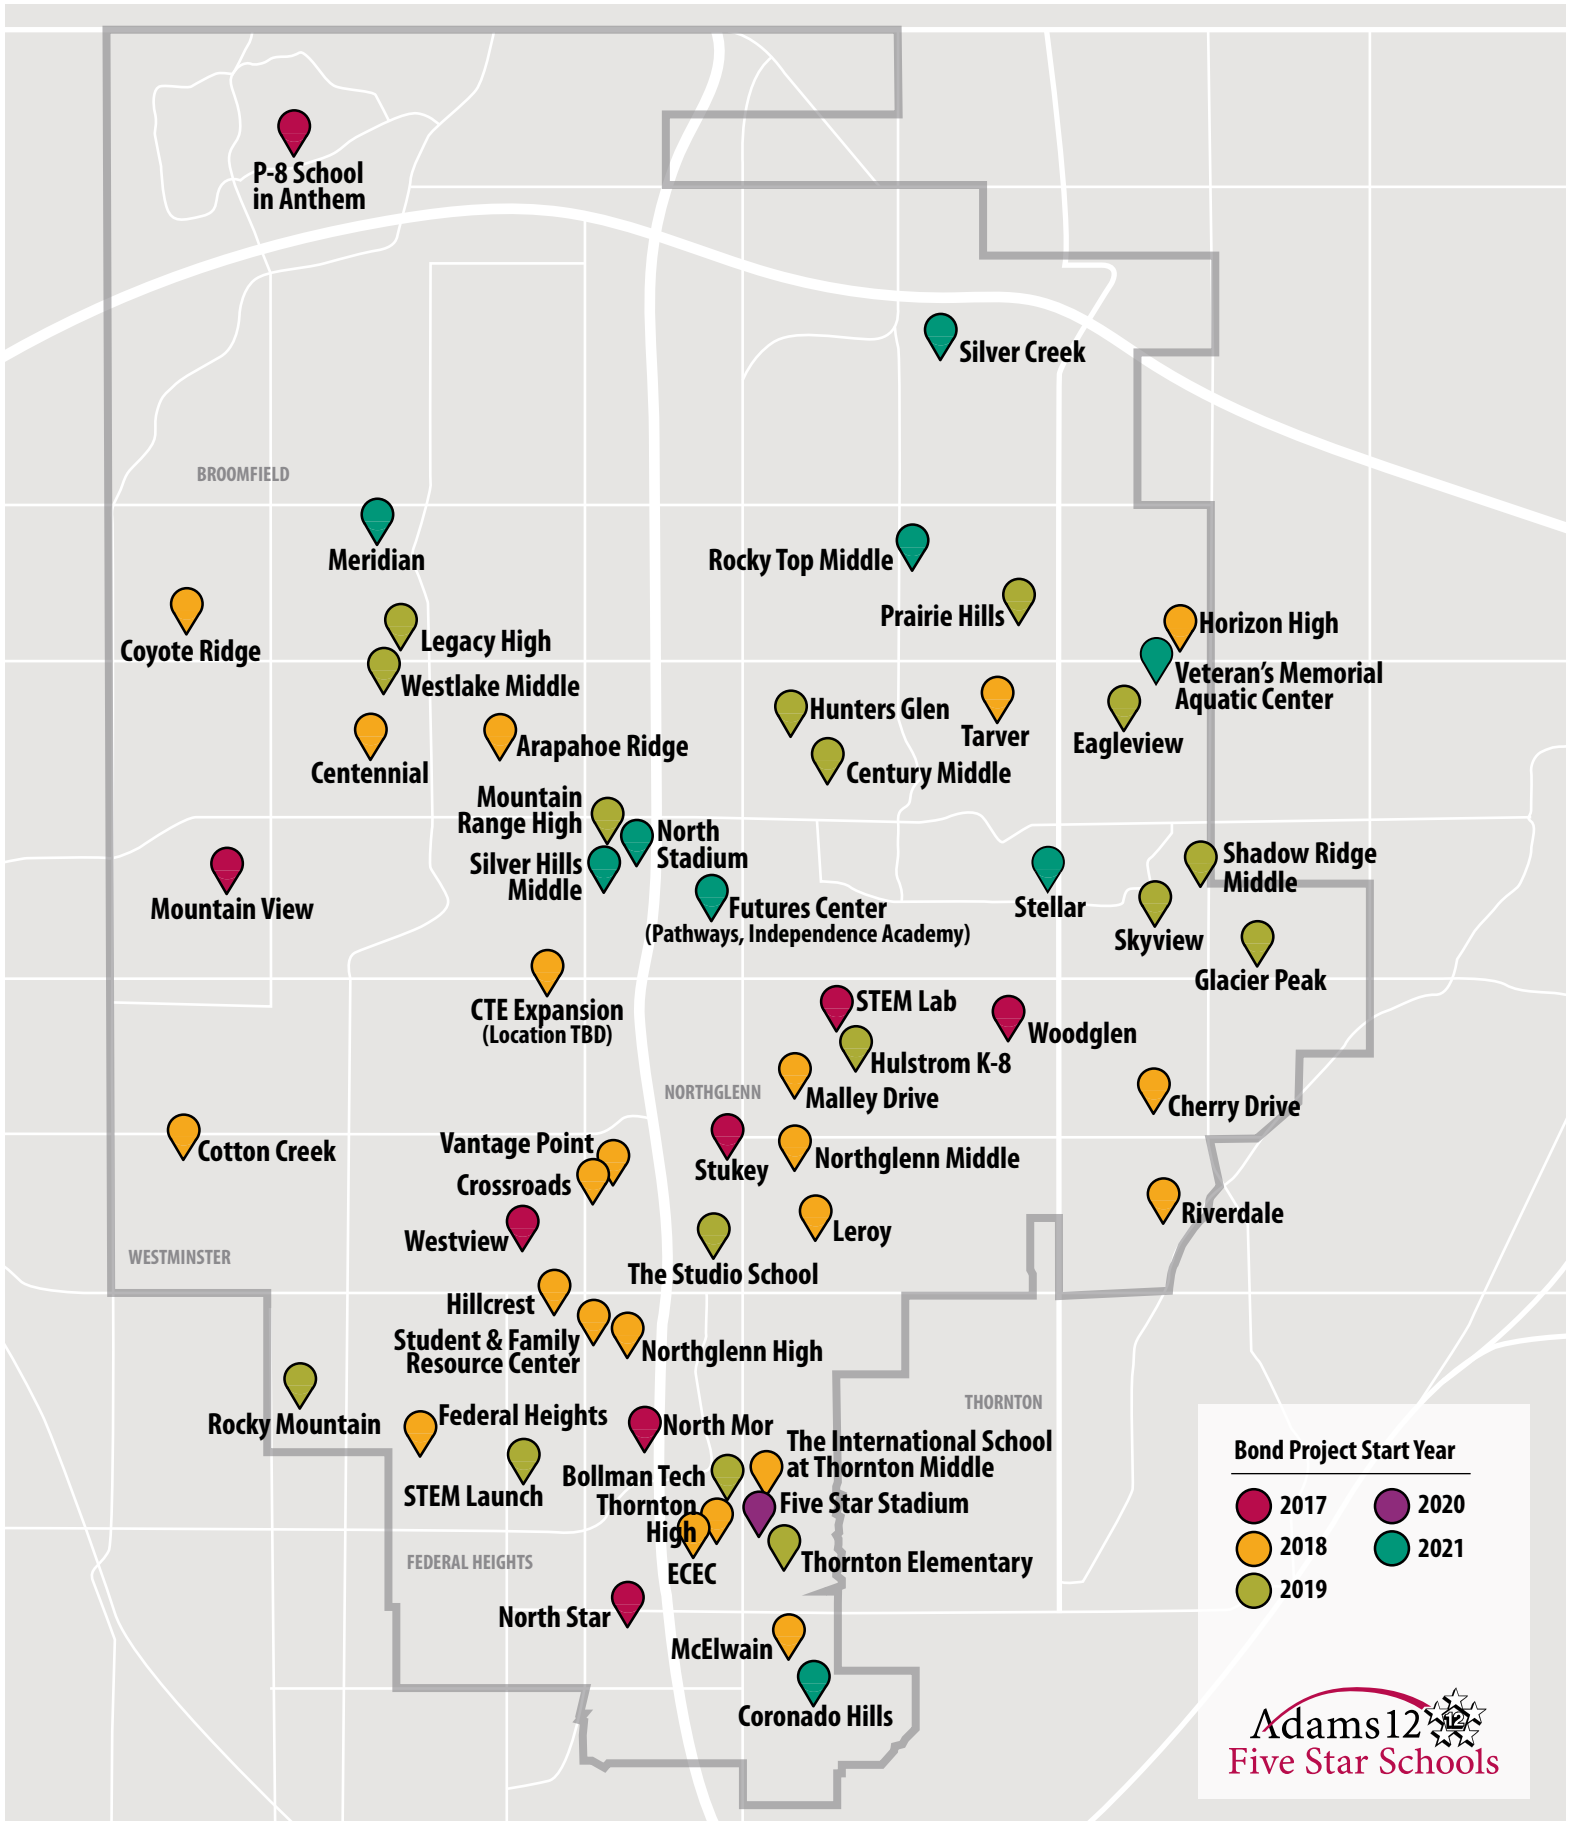 P-8 School
in Anthem
Silver Creek
BROOMFIELD
Meridian
Rocky Top Middle
Prairie Hills
Coyote Ridge
Legacy High
Horizon High
Westlake Middle
Veteran's Memorial
Aquatic Center
Hunters Glen
Tarver
Eagleview
Centennial
Arapahoe Ridge
Century Middle
Mountain
Range High
North
Stadium
Silver Hills
Middle
Shadow Ridge
Middle
Mountain View
Futures Center
(Pathways, Independence Academy)
Stellar
Skyview
Glacier Peak
CTE Expansion
(Location TBD)
STEM Lab
Woodglen
Hulstrom K-8
NORTHGLENN
Malley Drive
Cherry Drive
Cotton Creek
Vantage Point
Stukey
Northglenn Middle
Crossroads
Riverdale
Westview
Leroy
WESTMINSTER
The Studio School
Hillcrest
Student & Family
Resource Center
Northglenn High
Rocky Mountain
Federal Heights
North Mor
THORNTON
The International School
at Thornton Middle
STEM Launch
Bollman Tech
Thornton
High
Five Star Stadium
FEDERAL HEIGHTS
ECEC
Thornton Elementary
North Star
McElwain
Coronado Hills
Bond Project Start Year
2017
2020
2018
2021
2019
Adams 12
12
Five Star Schools